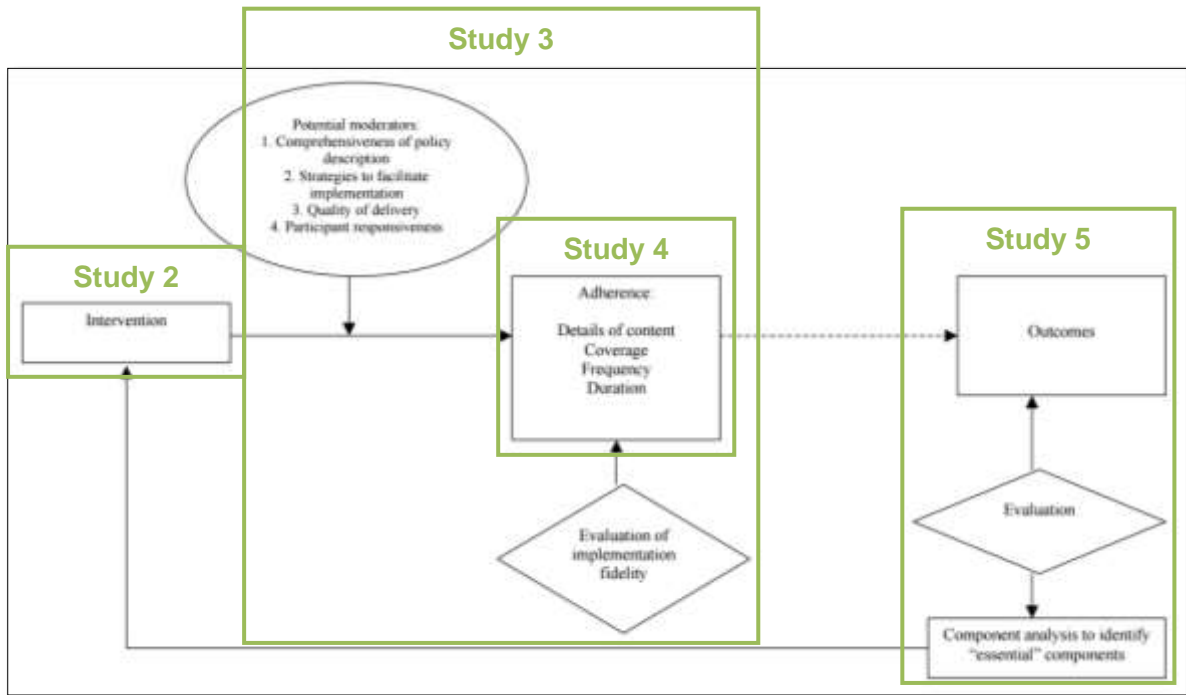 Study 3
Potential moderators:
1. Comprehensiveness of policy
description
2. Strategies to facilitate
implementation
3. Quality of delivery
4. Participant responsiveness
Study 2
Intervention
Study 4
Adherence:
Details of content
Coverage
Frequency
Duration
Study 5
Outcomes
Evaluation of
implementation
fidelity
Evaluation
Component analysis to identify
“essential” components